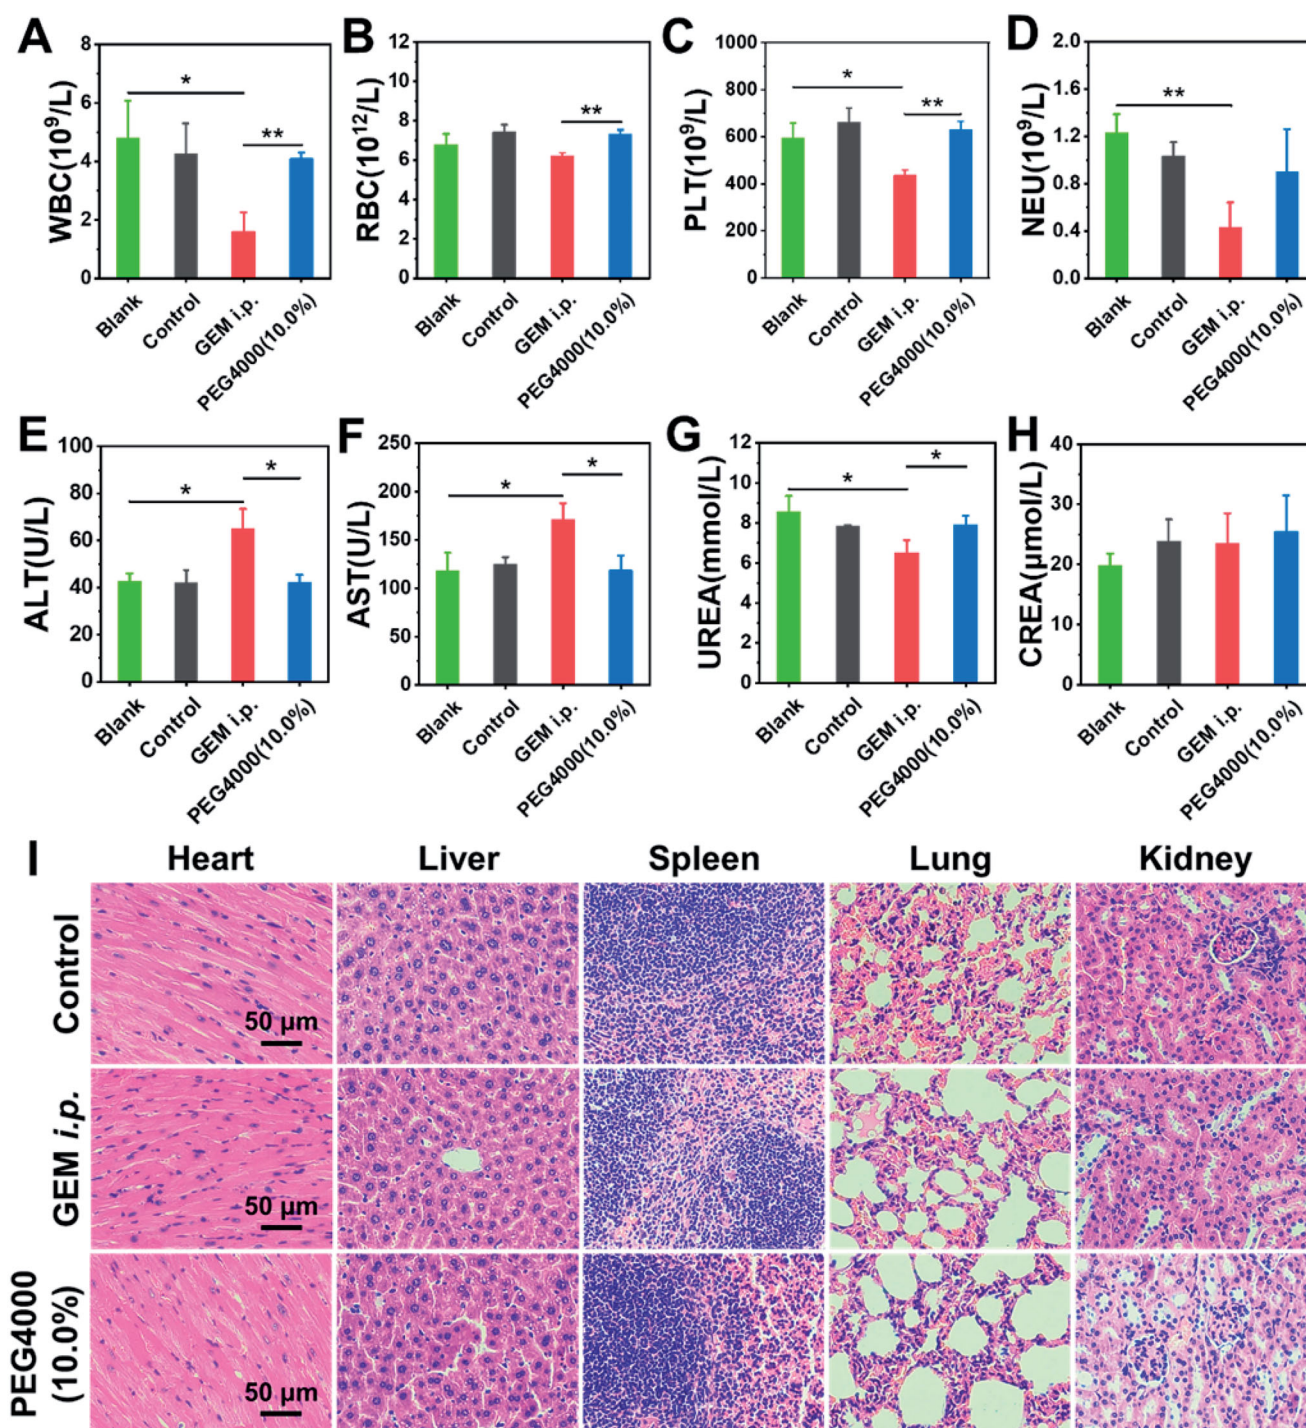 A
WBC(10⁹/L)
8
6
4
2
0
*
**
Blank
Control
GEM i.p.
PEG4000(10.0%)
B
RBC(10¹²/L)
12
10
8
6
4
2
0
**
Blank
Control
GEM i.p.
PEG4000(10.0%)
C
PLT(10⁹/L)
1000
800
600
400
200
0
*
**
Blank
Control
GEM i.p.
PEG4000(10.0%)
D
NEU(10⁹/L)
2.0
1.6
1.2
0.8
0.4
0.0
**
Blank
Control
GEM i.p.
PEG4000(10.0%)
E
ALT(U/L)
100
80
60
40
20
0
*
*
Blank
Control
GEM i.p.
PEG4000(10.0%)
F
AST(U/L)
250
200
150
100
50
0
*
*
Blank
Control
GEM i.p.
PEG4000(10.0%)
G
UREA(mmol/L)
12
10
8
6
4
2
0
*
*
Blank
Control
GEM i.p.
PEG4000(10.0%)
H
CREA(μmol/L)
40
30
20
10
0
Blank
Control
GEM i.p.
PEG4000(10.0%)
I
Heart
Liver
Spleen
Lung
Kidney
Control
50 μm
GEM i.p.
50 μm
PEG4000
(10.0%)
50 μm